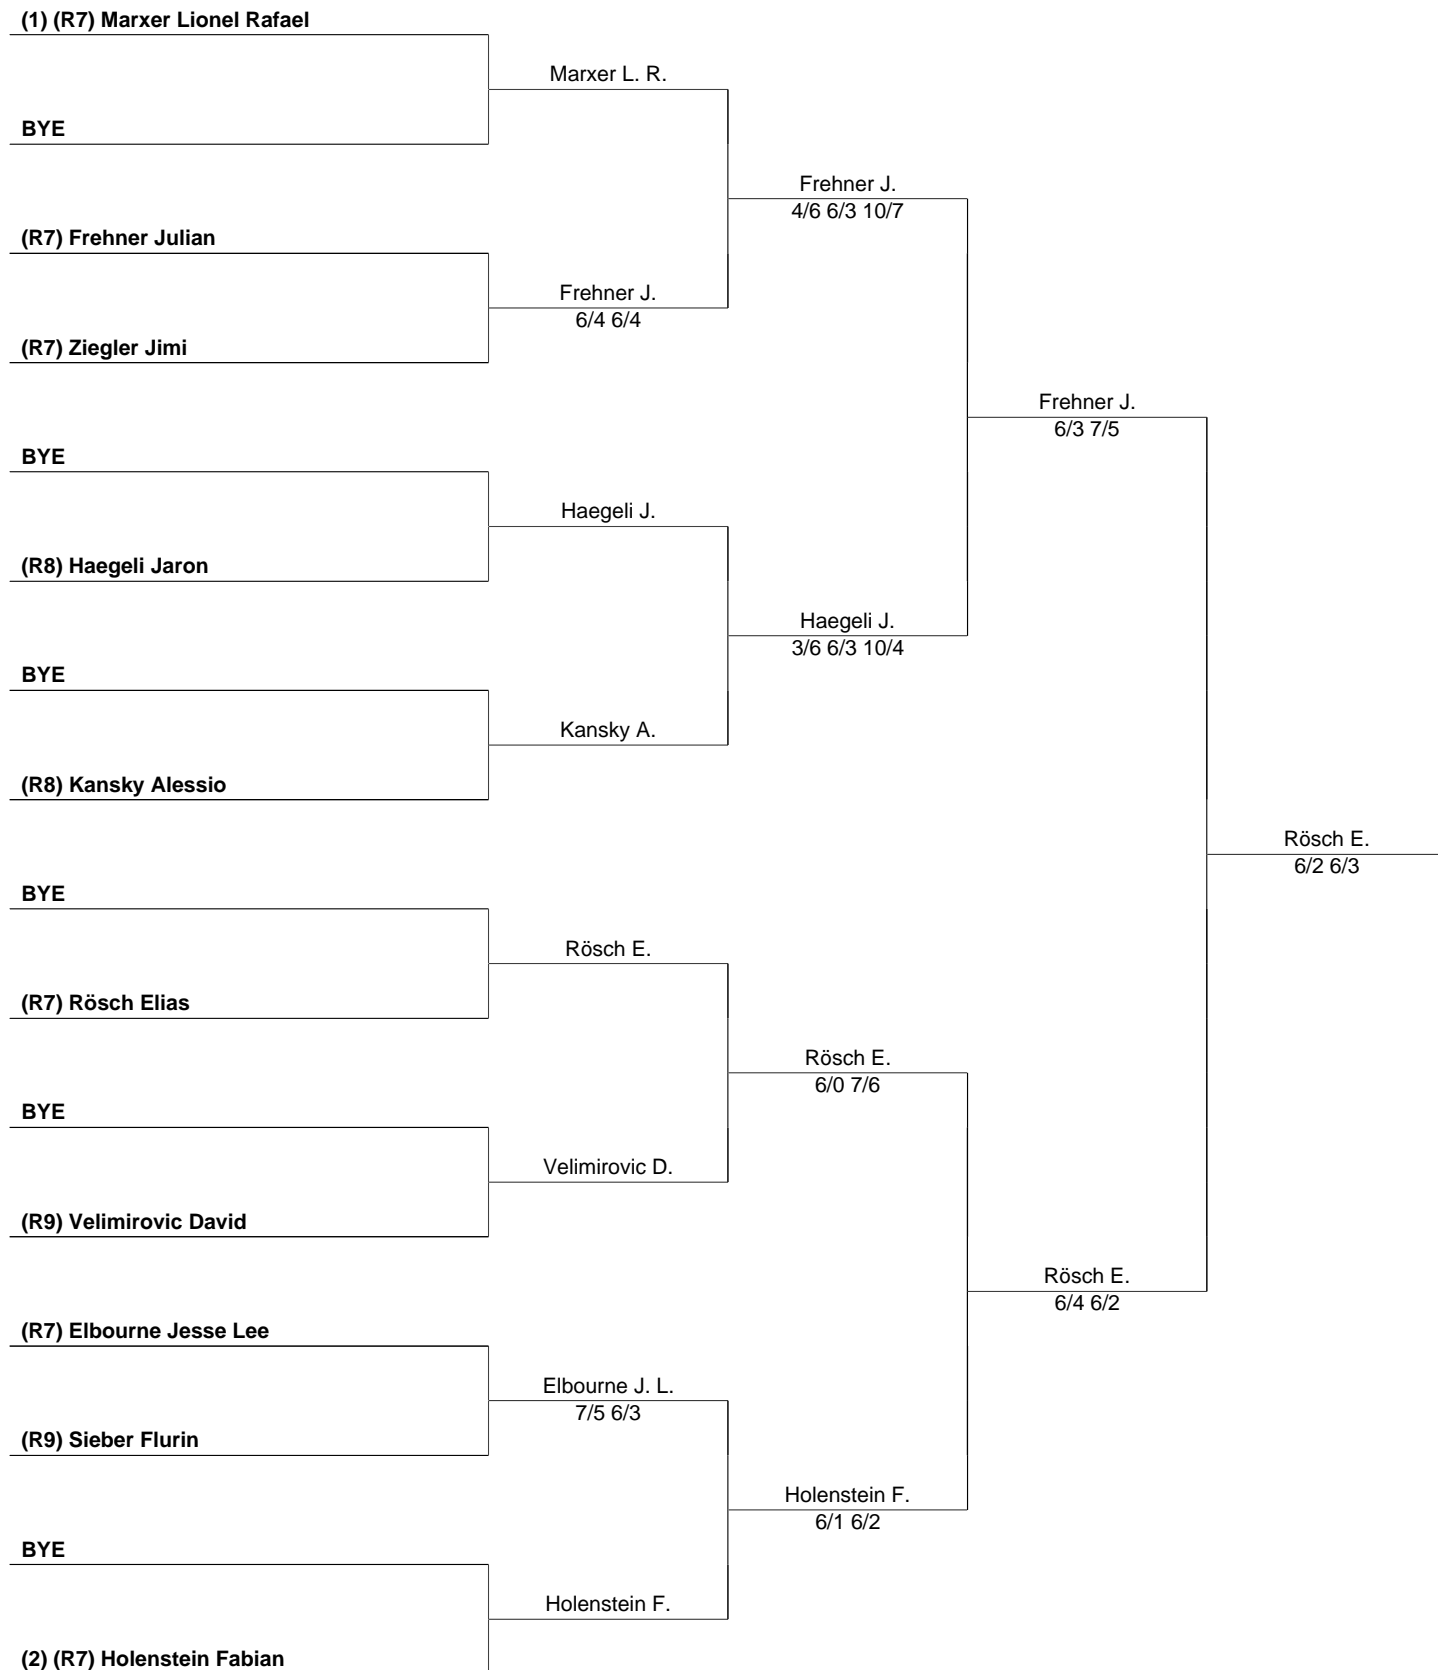 (1) (R7) Marxer Lionel Rafael
Marxer L. R.
BYE
Frehner J.
4/6 6/3 10/7
(R7) Frehner Julian
Frehner J.
6/4 6/4
(R7) Ziegler Jimi
Frehner J.
6/3 7/5
BYE
Haegeli J.
(R8) Haegeli Jaron
Haegeli J.
3/6 6/3 10/4
BYE
Kansky A.
(R8) Kansky Alessio
Rösch E.
6/2 6/3
BYE
Rösch E.
(R7) Rösch Elias
Rösch E.
6/0 7/6
BYE
Velimirovic D.
(R9) Velimirovic David
Rösch E.
6/4 6/2
(R7) Elbourne Jesse Lee
Elbourne J. L.
7/5 6/3
(R9) Sieber Flurin
Holenstein F.
6/1 6/2
BYE
Holenstein F.
(2) (R7) Holenstein Fabian